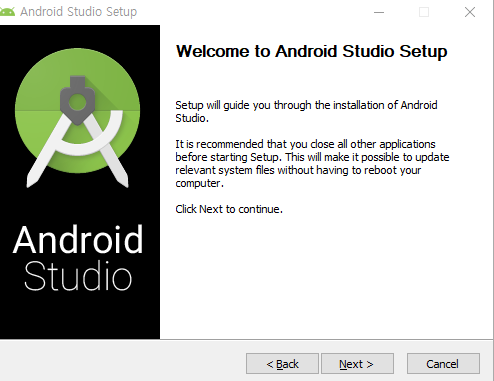 Android Studio Setup
Welcome to Android Studio Setup
Setup will guide you through the installation of Android
Studio.
It is recommended that you close all other applications
before starting Setup. This will make it possible to update
relevant system files without having to reboot your
computer.
Click Next to continue.
Android
Studio
< Back
Next >
Cancel